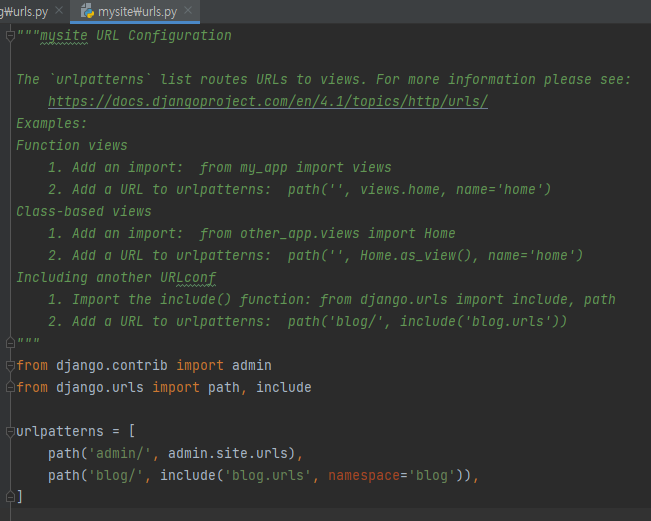 g₩urls.py × mysite₩urls.py ×
"""mysite URL Configuration
The `urlpatterns` list routes URLs to views. For more information please see:
    https://docs.djangoproject.com/en/4.1/topics/http/urls/
Examples:
Function views
    1. Add an import:  from my_app import views
    2. Add a URL to urlpatterns:  path('', views.home, name='home')
Class-based views
    1. Add an import:  from other_app.views import Home
    2. Add a URL to urlpatterns:  path('', Home.as_view(), name='home')
Including another URLconf
    1. Import the include() function: from django.urls import include, path
    2. Add a URL to urlpatterns:  path('blog/', include('blog.urls'))
"""
from django.contrib import admin
from django.urls import path, include
urlpatterns = [
    path('admin/', admin.site.urls),
    path('blog/', include('blog.urls', namespace='blog')),
]